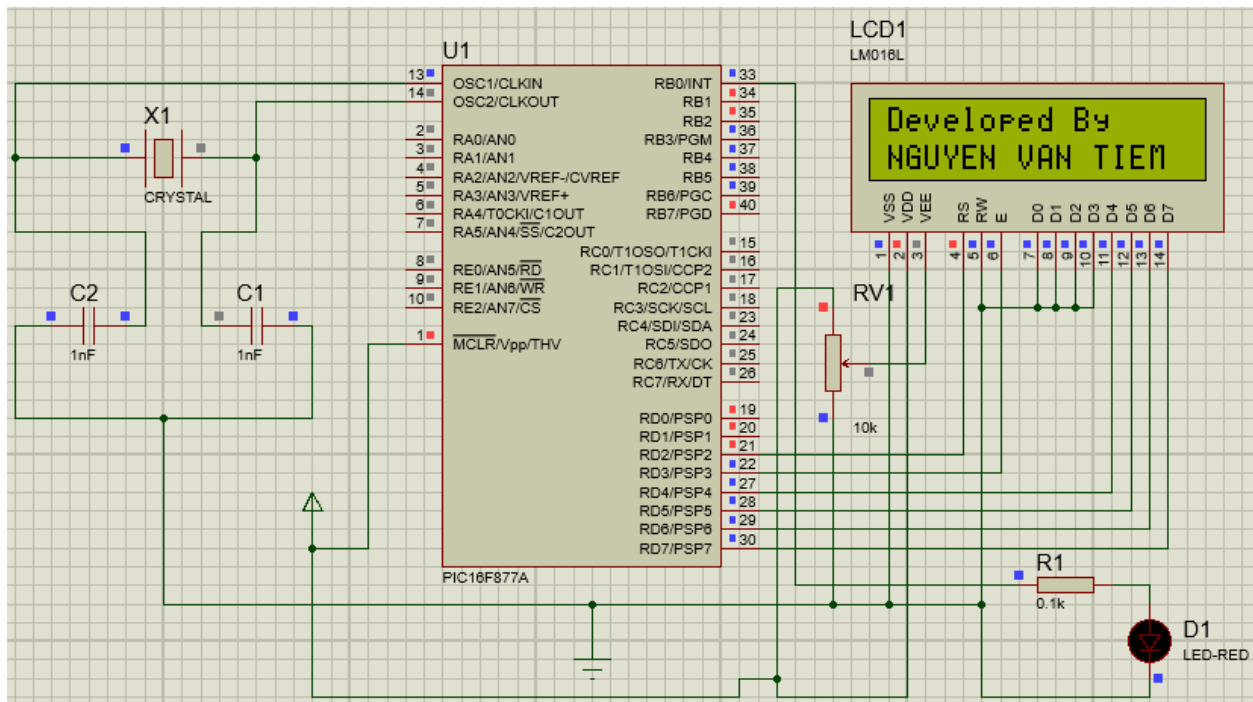 U1
13
OSC1/CLKIN
14
OSC2/CLKOUT
2
RA0/AN0
3
RA1/AN1
4
RA2/AN2/VREF-/CVREF
5
RA3/AN3/VREF+
6
RA4/T0CKI/C1OUT
7
RA5/AN4/SS/C2OUT
8
RE0/AN5/RD
9
RE1/AN6/WR
10
RE2/AN7/CS
1
MCLR/Vpp/THV
RB0/INT
33
RB1
34
RB2
35
RB3/PGM
36
RB4
37
RB5
38
RB6/PGC
39
RB7/PGD
40
RC0/T1OSO/T1CKI
15
RC1/T1OSI/CCP2
16
RC2/CCP1
17
RC3/SCK/SCL
18
RC4/SDI/SDA
23
RC5/SDO
24
RC6/TX/CK
25
RC7/RX/DT
26
RD0/PSP0
19
RD1/PSP1
20
RD2/PSP2
21
RD3/PSP3
22
RD4/PSP4
27
RD5/PSP5
28
RD6/PSP6
29
RD7/PSP7
30
PIC16F877A
X1
CRYSTAL
C2
1nF
C1
1nF
LCD1
LM016L
Developed By
NGUYEN VAN TIEM
VSS
VDD
VEE
RS
RW
E
D0
D1
D2
D3
D4
D5
D6
D7
1
2
3
4
5
6
7
8
9
10
11
12
13
14
RV1
10k
R1
0.1k
D1
LED-RED